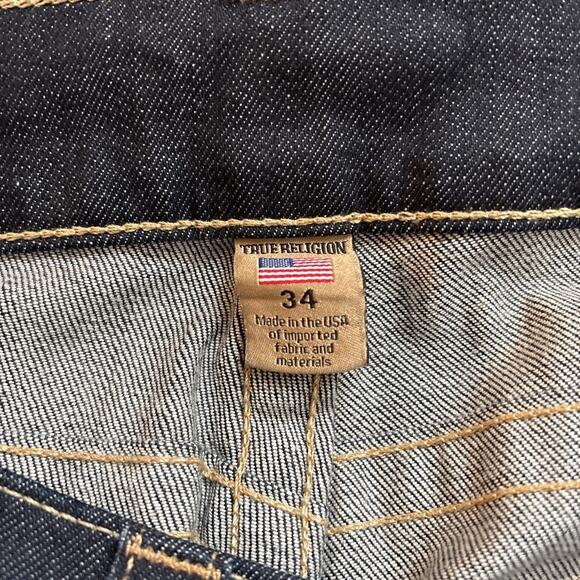 TRUE RELIGION
34
Made in the USA
of imported
fabric and
materials